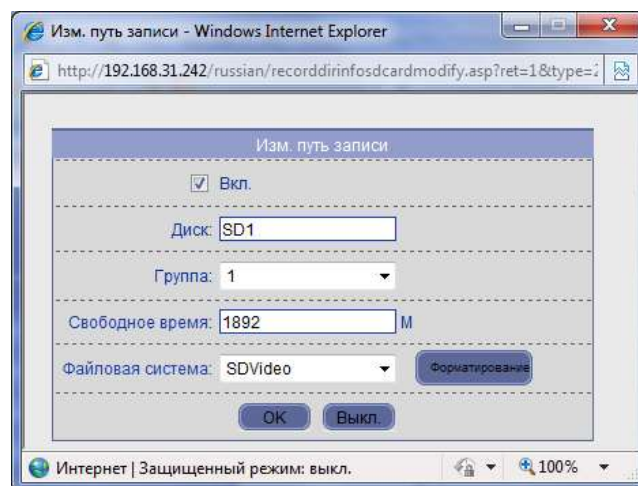 Изм. путь записи - Windows Internet Explorer
http://192.168.31.242/russian/recorddirinfosdcardmodify.asp?ret=1&type=2
Изм. путь записи
Вкл.
Диск: SD1
Группа: 1
Свободное время: 1892 М
Файловая система: SDVideo Форматирование
OK Выкл.
Интернет | Защищенный режим: выкл. 100%